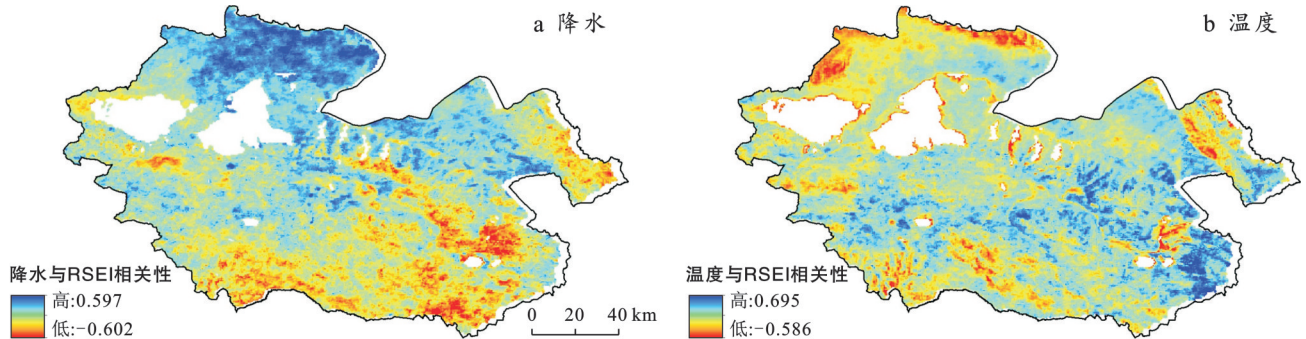 a 降水
降水与RSEI相关性
高:0.597
低:-0.602
0 20 40 km
b 温度
温度与RSEI相关性
高:0.695
低:-0.586